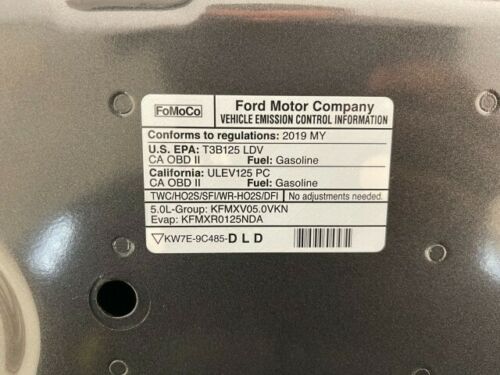 FoMoCo
Ford Motor Company
VEHICLE EMISSION CONTROL INFORMATION
Conforms to regulations: 2019 MY
U.S. EPA: T3B125 LDV
CA OBD II Fuel: Gasoline
California: ULEV125 PC
CA OBD II Fuel: Gasoline
TWC/HO2S/SFI/WR-HO2S/DFI No adjustments needed.
5.0L-Group: KFMXV05.0VKN
Evap: KFMXR0125NDA
▽KW7E-9C485-D L D